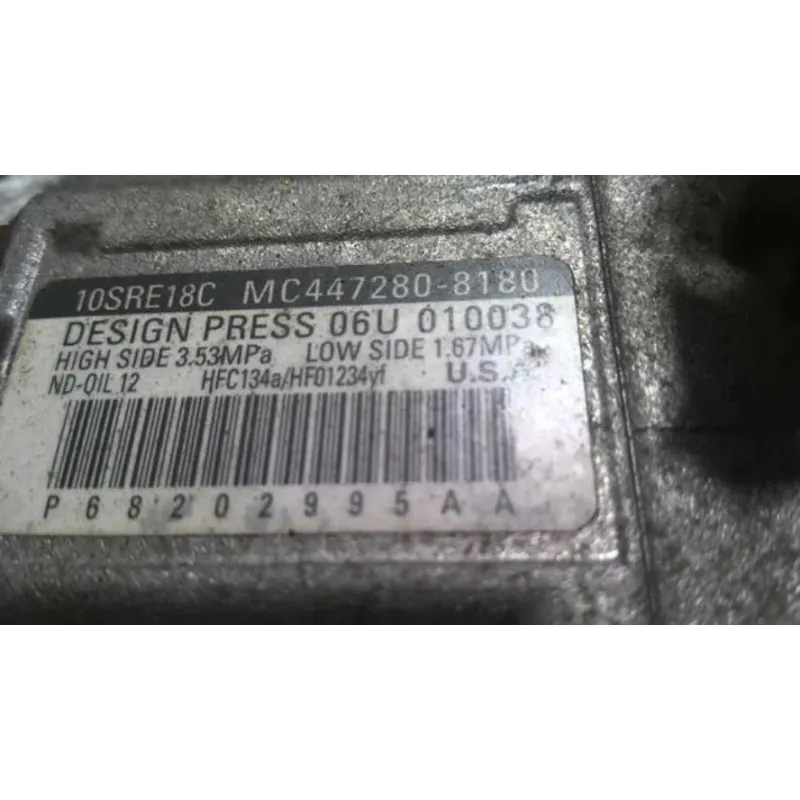 10SRE18C MC447280-8180
DESIGN PRESS 06U 010038
HIGH SIDE 3.53MPa LOW SIDE 1.67MPa
ND-OIL 12 HFC134a/HFO1234yf U.S.A
P68202995AA